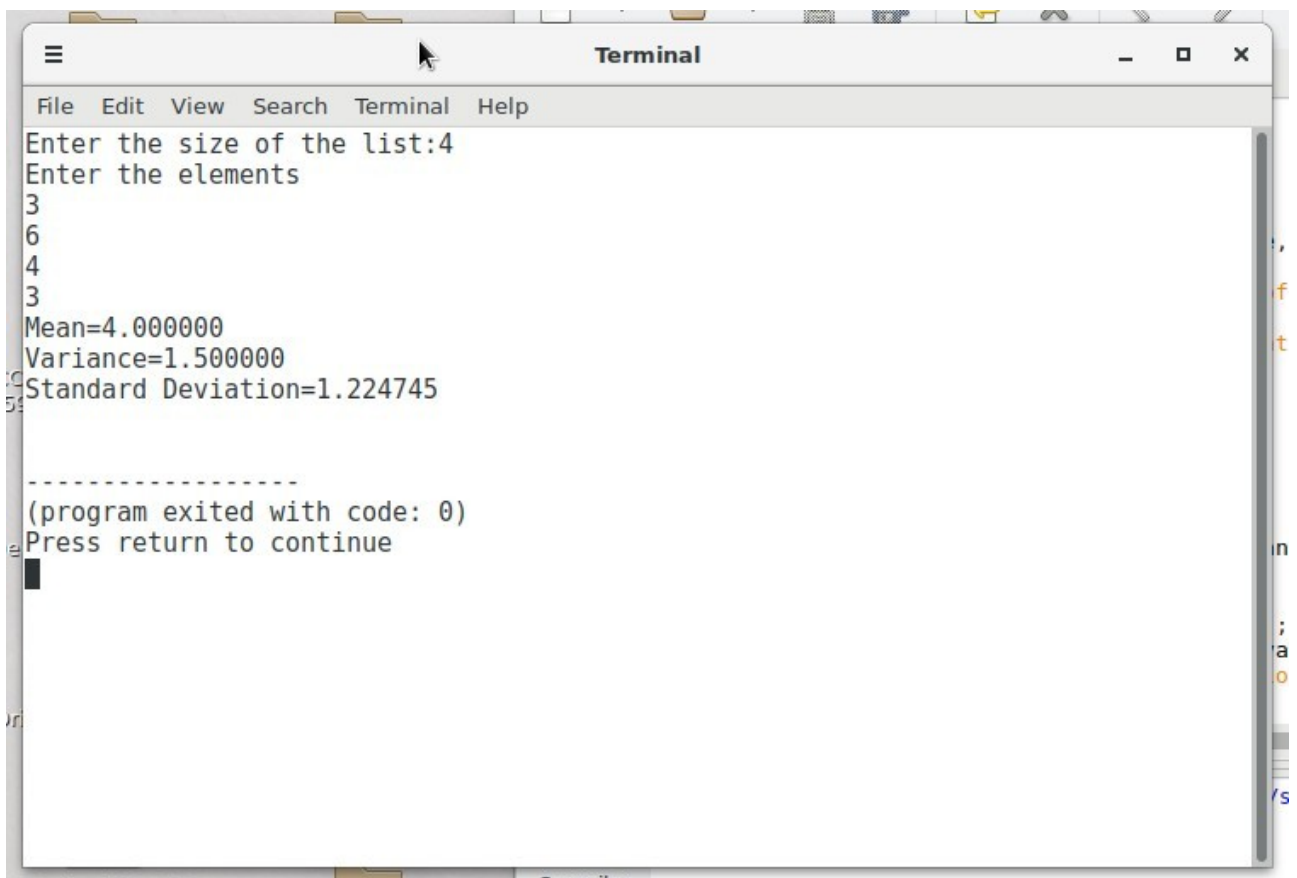 Terminal
File Edit View Search Terminal Help
Enter the size of the list:4
Enter the elements
3
6
4
3
Mean=4.000000
Variance=1.500000
Standard Deviation=1.224745
------------------
(program exited with code: 0)
Press return to continue